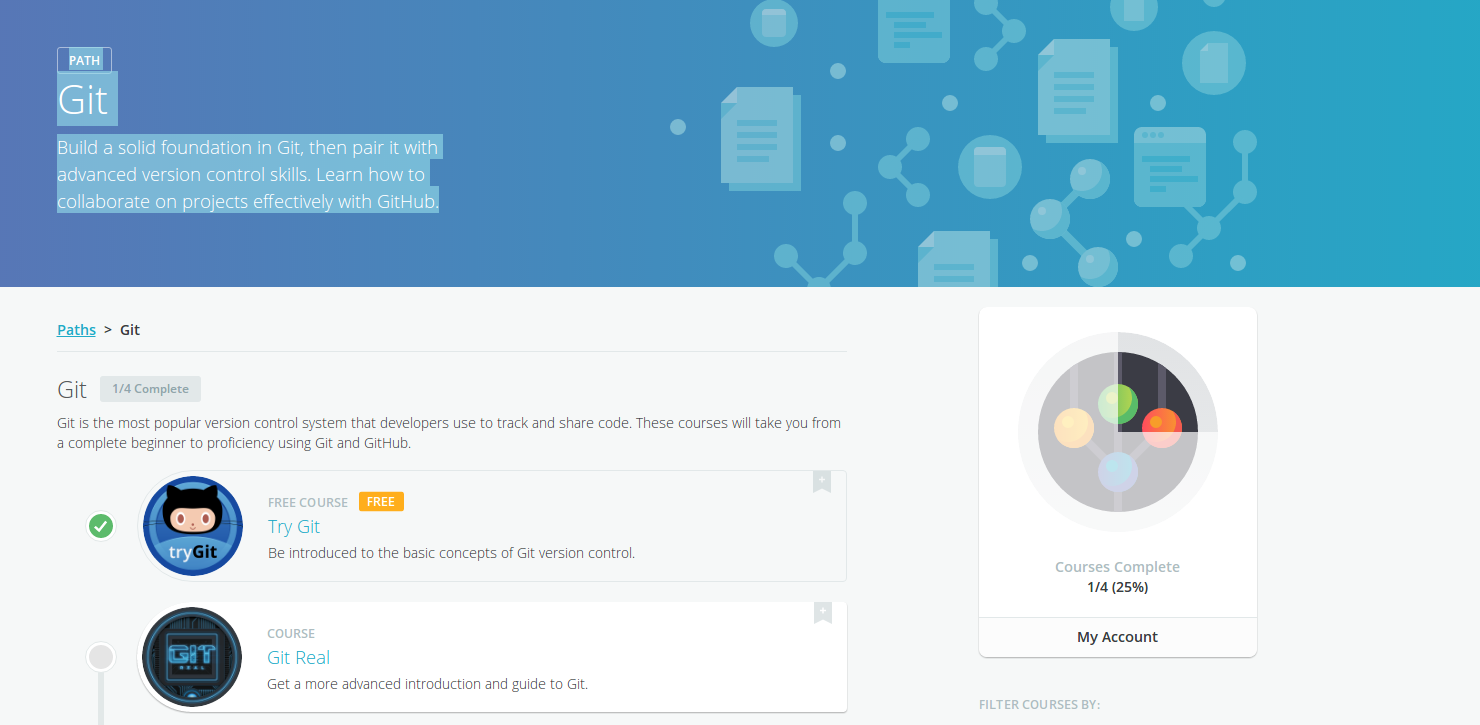 PATH
Git
Build a solid foundation in Git, then pair it with
advanced version control skills. Learn how to
collaborate on projects effectively with GitHub.
Paths > Git
Git 1/4 Complete
Git is the most popular version control system that developers use to track and share code. These courses will take you from
a complete beginner to proficiency using Git and GitHub.
FREE COURSE FREE
Try Git
Be introduced to the basic concepts of Git version control.
tryGit
COURSE
Git Real
Get a more advanced introduction and guide to Git.
GIT
REAL
Courses Complete
1/4 (25%)
My Account
FILTER COURSES BY: